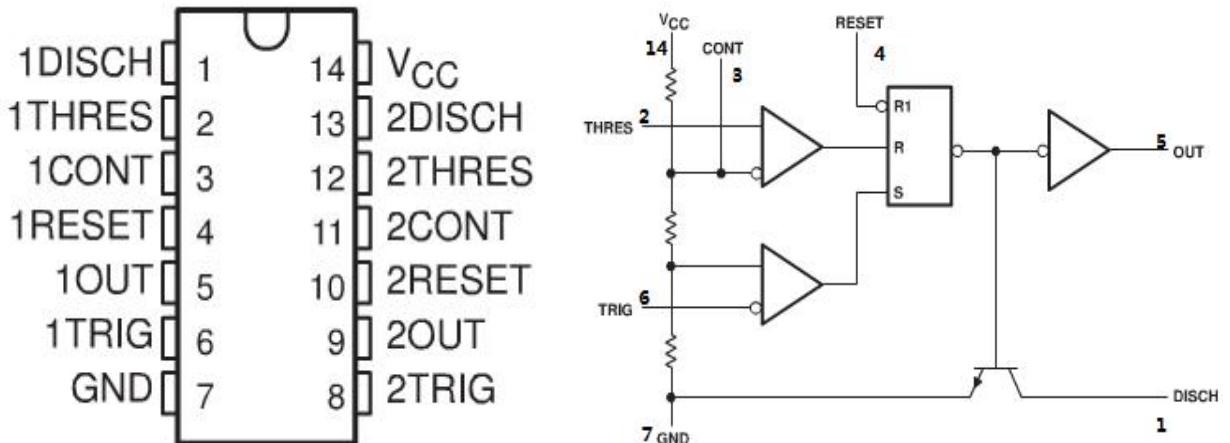 1DISCH 1 14 VCC
1THRES 2 13 2DISCH
1CONT 3 12 2THRES
1RESET 4 11 2CONT
1OUT 5 10 2RESET
1TRIG 6 9 2OUT
GND 7 8 2TRIG
VCC
14
CONT
3
RESET
4
THRES 2
R1
R
S
5 OUT
TRIG 6
DISCH
1
7 GND